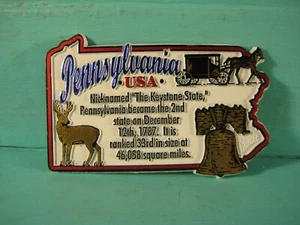 Pennsylvania
• USA •
Nicknamed "The Keystone State,"
Pennsylvania became the 2nd
state on December
12th, 1787. It is
ranked 33rd in size at
46,058 square miles.